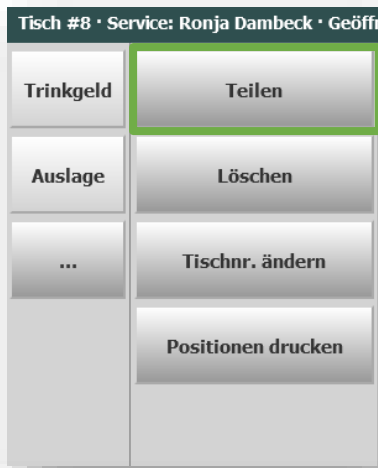 Tisch #8 · Service: Ronja Dambeck · Geöff
Trinkgeld
Teilen
Auslage
Löschen
...
Tischnr. ändern
Positionen drucken